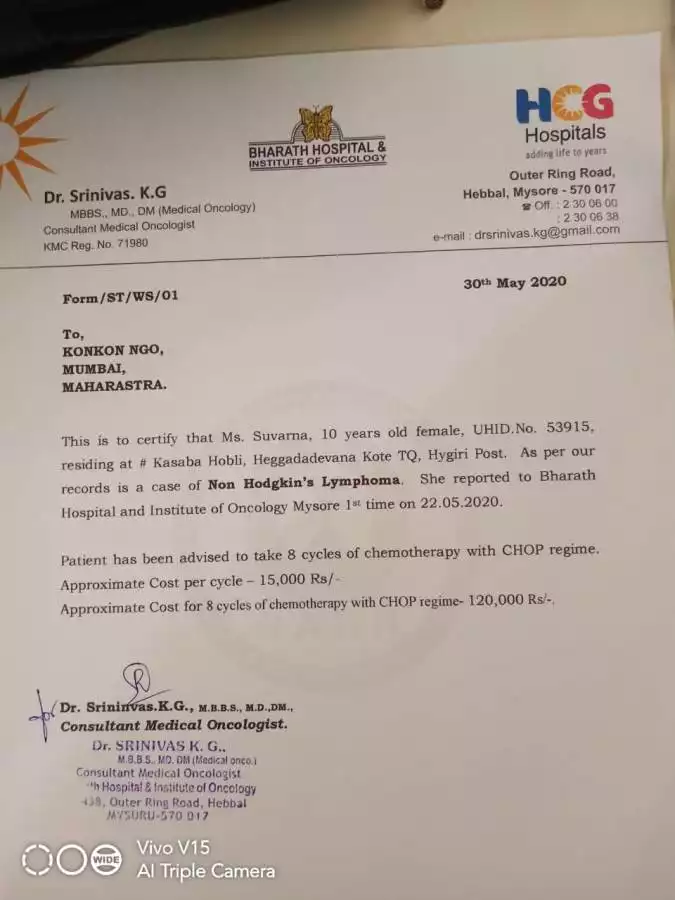 BHARATH HOSPITAL &
INSTITUTE OF ONCOLOGY
HCG
Hospitals
adding life to years
Dr. Srinivas. K.G
MBBS., MD., DM (Medical Oncology)
Consultant Medical Oncologist
KMC Reg. No. 71980
Outer Ring Road,
Hebbal, Mysore - 570 017
☎ Off. : 2 30 06 00
: 2 30 06 38
e-mail : drsrinivas.kg@gmail.com
Form/ST/WS/01
30th May 2020
To,
KONKON NGO,
MUMBAI,
MAHARASTRA.
This is to certify that Ms. Suvarna, 10 years old female, UHID.No. 53915,
residing at # Kasaba Hobli, Heggadadevana Kote TQ, Hygiri Post. As per our
records is a case of Non Hodgkin's Lymphoma. She reported to Bharath
Hospital and Institute of Oncology Mysore 1st time on 22.05.2020.
Patient has been advised to take 8 cycles of chemotherapy with CHOP regime.
Approximate Cost per cycle – 15,000 Rs/-
Approximate Cost for 8 cycles of chemotherapy with CHOP regime- 120,000 Rs/-.
for Dr. Srininvas.K.G., M.B.B.S., M.D.,DM.,
Consultant Medical Oncologist.
Dr. SRINIVAS K. G.,
M.B.B.S., MD. DM (Medical onco.)
Consultant Medical Oncologist
th Hospital & Institute of Oncology
438, Outer Ring Road, Hebbal
MYSURU-570 017
WIDE
Vivo V15
AI Triple Camera